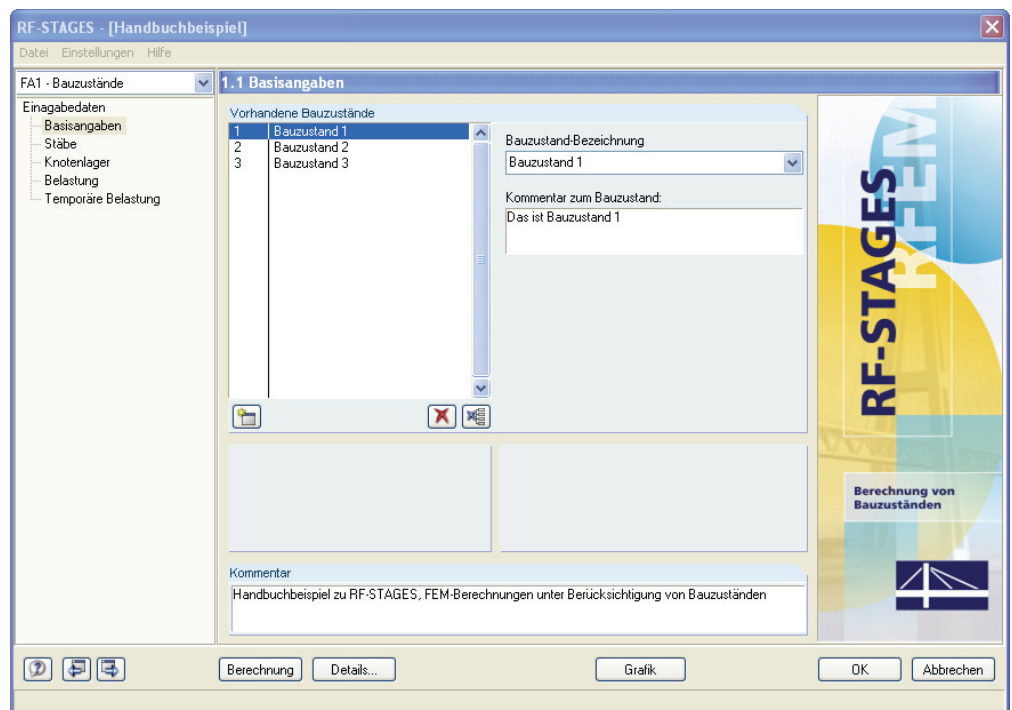 RF-STAGES - [Handbuchbeispiel]
Datei Einstellungen Hilfe
FA1 - Bauzustände
1.1 Basisangaben
Einagabedaten
Basisangaben
Stäbe
Knotenlager
Belastung
Temporäre Belastung
Vorhandene Bauzustände
1 Bauzustand 1
2 Bauzustand 2
3 Bauzustand 3
Bauzustand-Bezeichnung
Bauzustand 1
Kommentar zum Bauzustand:
Das ist Bauzustand 1
Kommentar
Handbuchbeispiel zu RF-STAGES, FEM-Berechnungen unter Berücksichtigung von Bauzuständen
RF-STAGES
RFEM
Berechnung von
Bauzuständen
Berechnung Details... Grafik OK Abbrechen